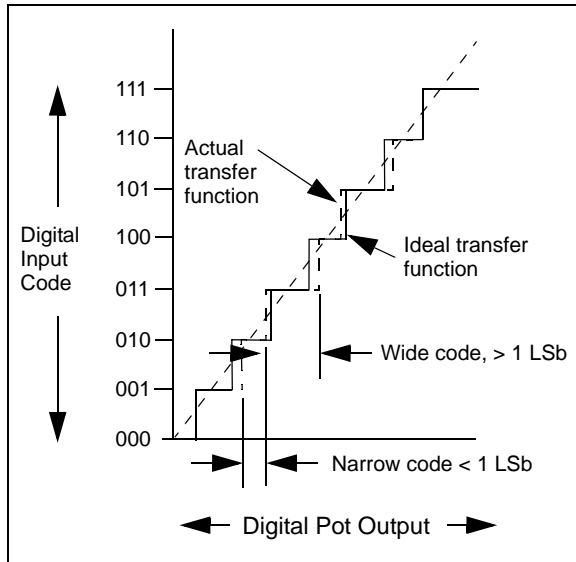 111
110
101
100
011
010
001
000
Digital
Input
Code
Actual
transfer
function
Ideal transfer
function
Wide code, > 1 LSb
Narrow code < 1 LSb
Digital Pot Output